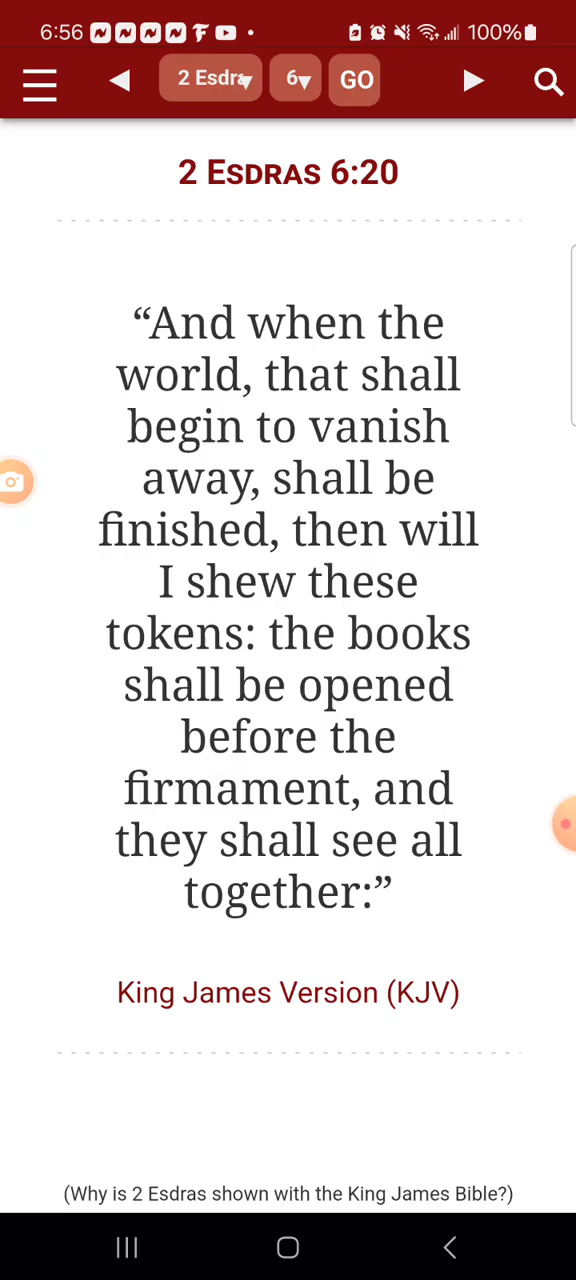 6:56 100%
2 Esdra 6 GO
2 ESDRAS 6:20
“And when the
world, that shall
begin to vanish
away, shall be
finished, then will
I shew these
tokens: the books
shall be opened
before the
firmament, and
they shall see all
together:”
King James Version (KJV)
(Why is 2 Esdras shown with the King James Bible?)